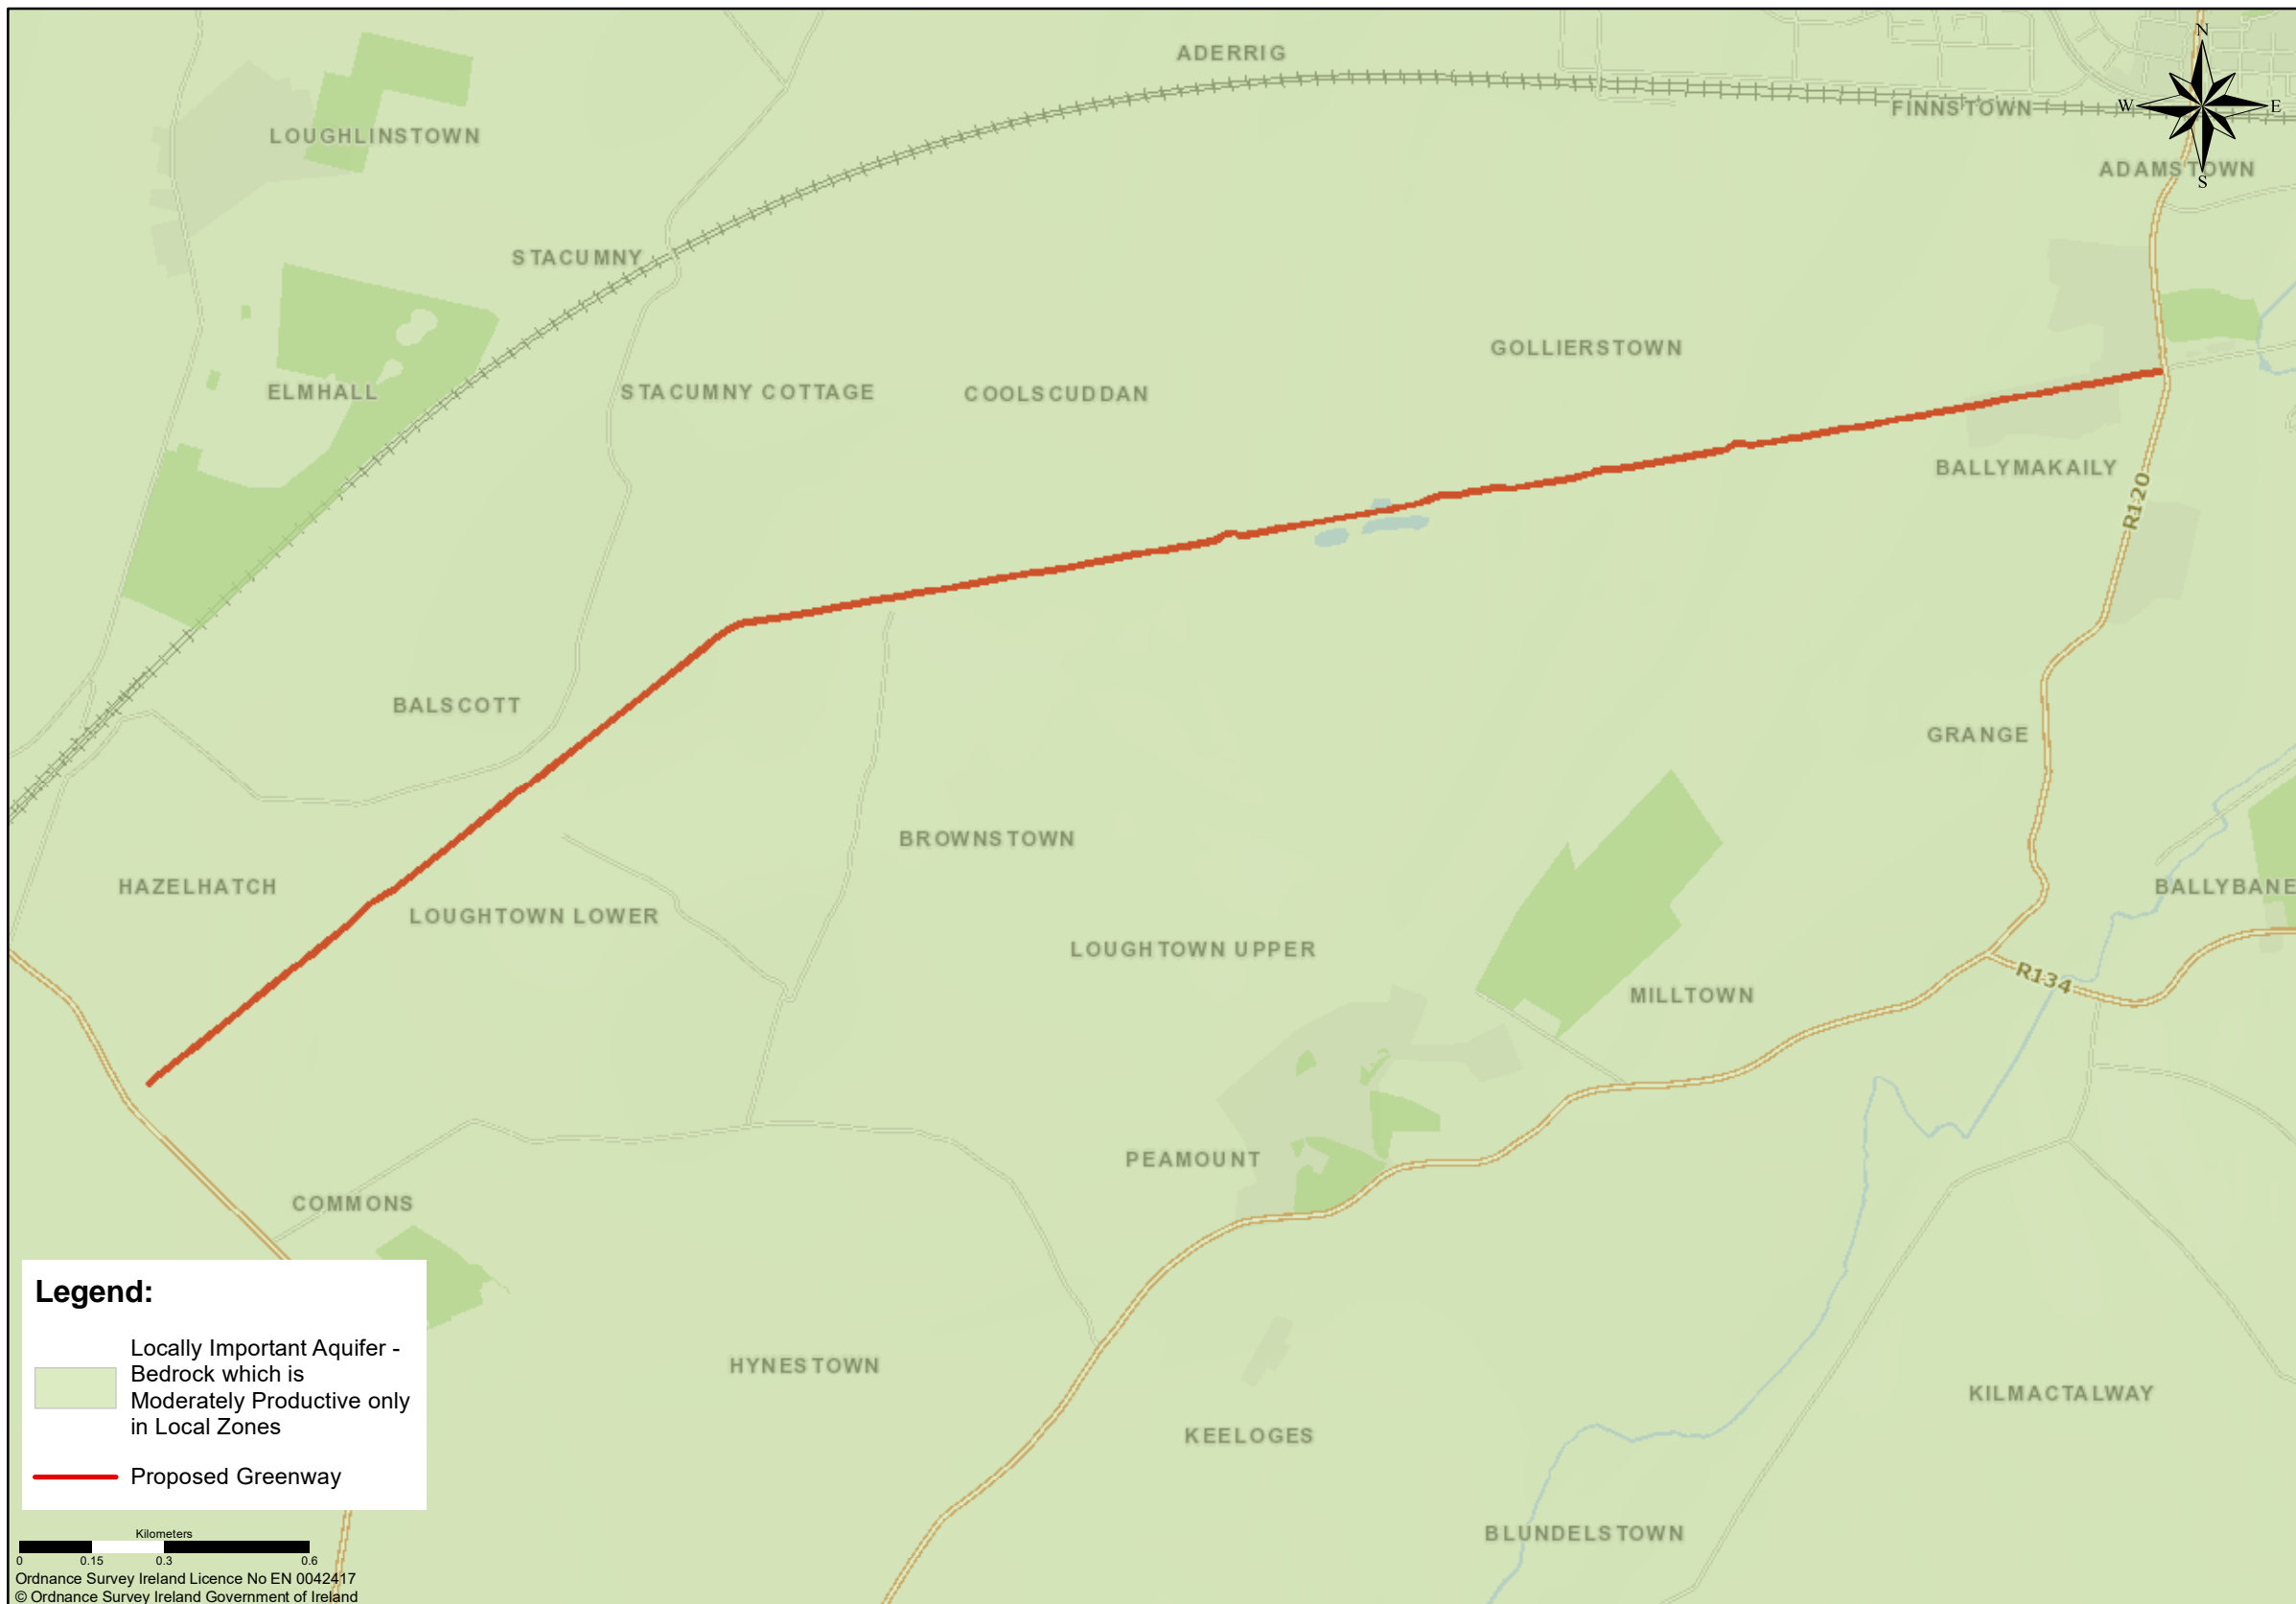 ADERRIG
N
W
E
S
FINNSTOWN
LOUGHLINSTOWN
ADAMSTOWN
STACUMNY
GOLLIERSTOWN
ELMHALL
STACUMNY COTTAGE
COOLSCUDDAN
BALLYMAKAILY
R120
BALSCOTT
GRANGE
BROWNSTOWN
HAZELHATCH
BALLYBANE
LOUGHTOWN LOWER
LOUGHTOWN UPPER
R134
MILLTOWN
PEAMOUNT
COMMONS
HYNESTOWN
KILMACTALWAY
KEELOGES
BLUNDELSTOWN
Legend:
Locally Important Aquifer -
Bedrock which is
Moderately Productive only
in Local Zones
Proposed Greenway
Kilometers
0 0.15 0.3 0.6
Ordnance Survey Ireland Licence No EN 0042417
© Ordnance Survey Ireland Government of Ireland